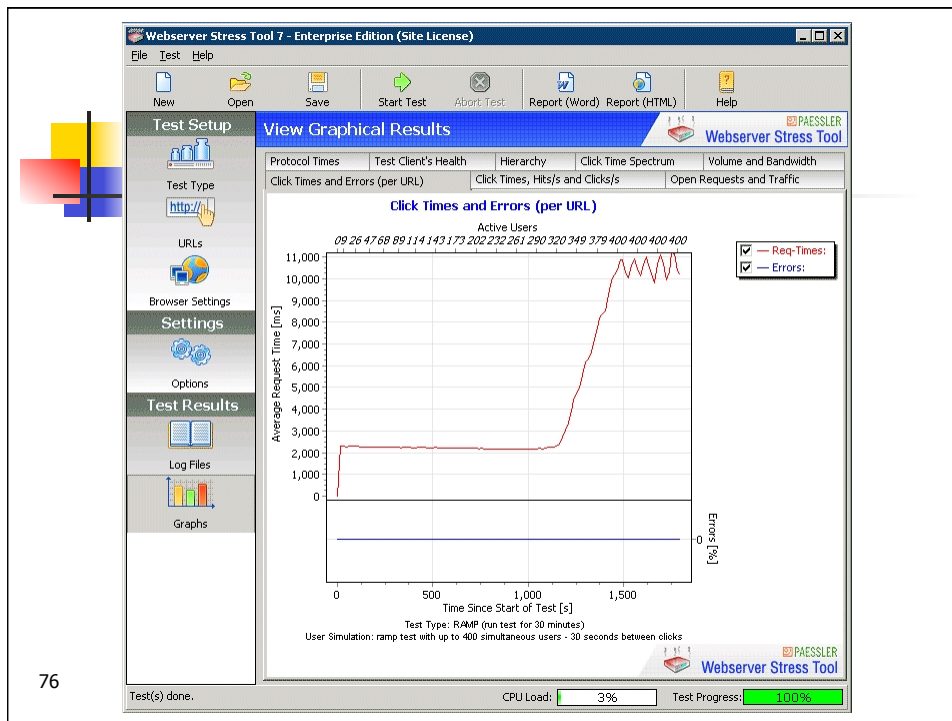 Webserver Stress Tool 7 - Enterprise Edition (Site License)
File Test Help
New Open Save Start Test Abort Test Report (Word) Report (HTML) Help
Test Setup
Test Type
http://
URLs
Browser Settings
Settings
Options
Test Results
Log Files
Graphs
View Graphical Results
PAESSLER
Webserver Stress Tool
Protocol Times Test Client's Health Hierarchy Click Time Spectrum Volume and Bandwidth
Click Times and Errors (per URL) Click Times, Hits/s and Clicks/s Open Requests and Traffic
Click Times and Errors (per URL)
Active Users
09 26 47 68 89 114 143 173 202 232 261 290 320 349 379 400 400 400 400
Req-Times:
Errors:
Average Request Time [ms]
11,000
10,000
9,000
8,000
7,000
6,000
5,000
4,000
3,000
2,000
1,000
0
0
Errors [%]
0 500 1,000 1,500
Time Since Start of Test [s]
Test Type: RAMP (run test for 30 minutes)
User Simulation: ramp test with up to 400 simultaneous users - 30 seconds between clicks
PAESSLER
Webserver Stress Tool
Test(s) done. CPU Load: 3% Test Progress: 100%
76